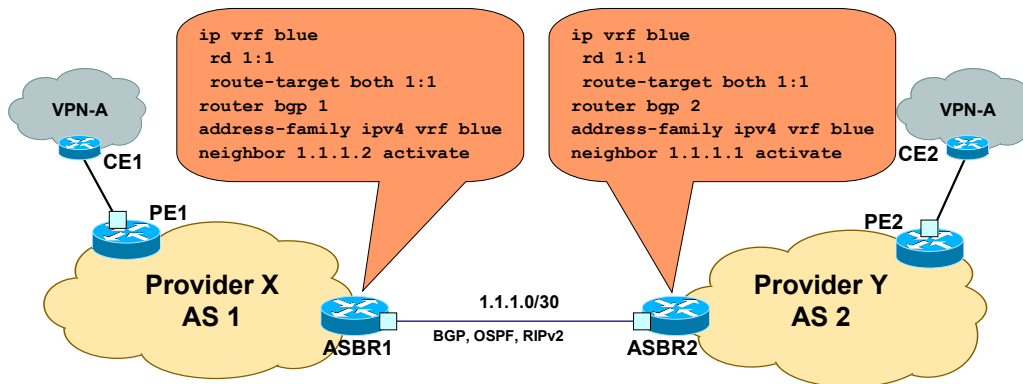 ip vrf blue
rd 1:1
route-target both 1:1
router bgp 1
address-family ipv4 vrf blue
neighbor 1.1.1.2 activate
ip vrf blue
rd 1:1
route-target both 1:1
router bgp 2
address-family ipv4 vrf blue
neighbor 1.1.1.1 activate
VPN-A
CE1
PE1
Provider X
AS 1
ASBR1
1.1.1.0/30
BGP, OSPF, RIPv2
ASBR2
VPN-A
CE2
PE2
Provider Y
AS 2